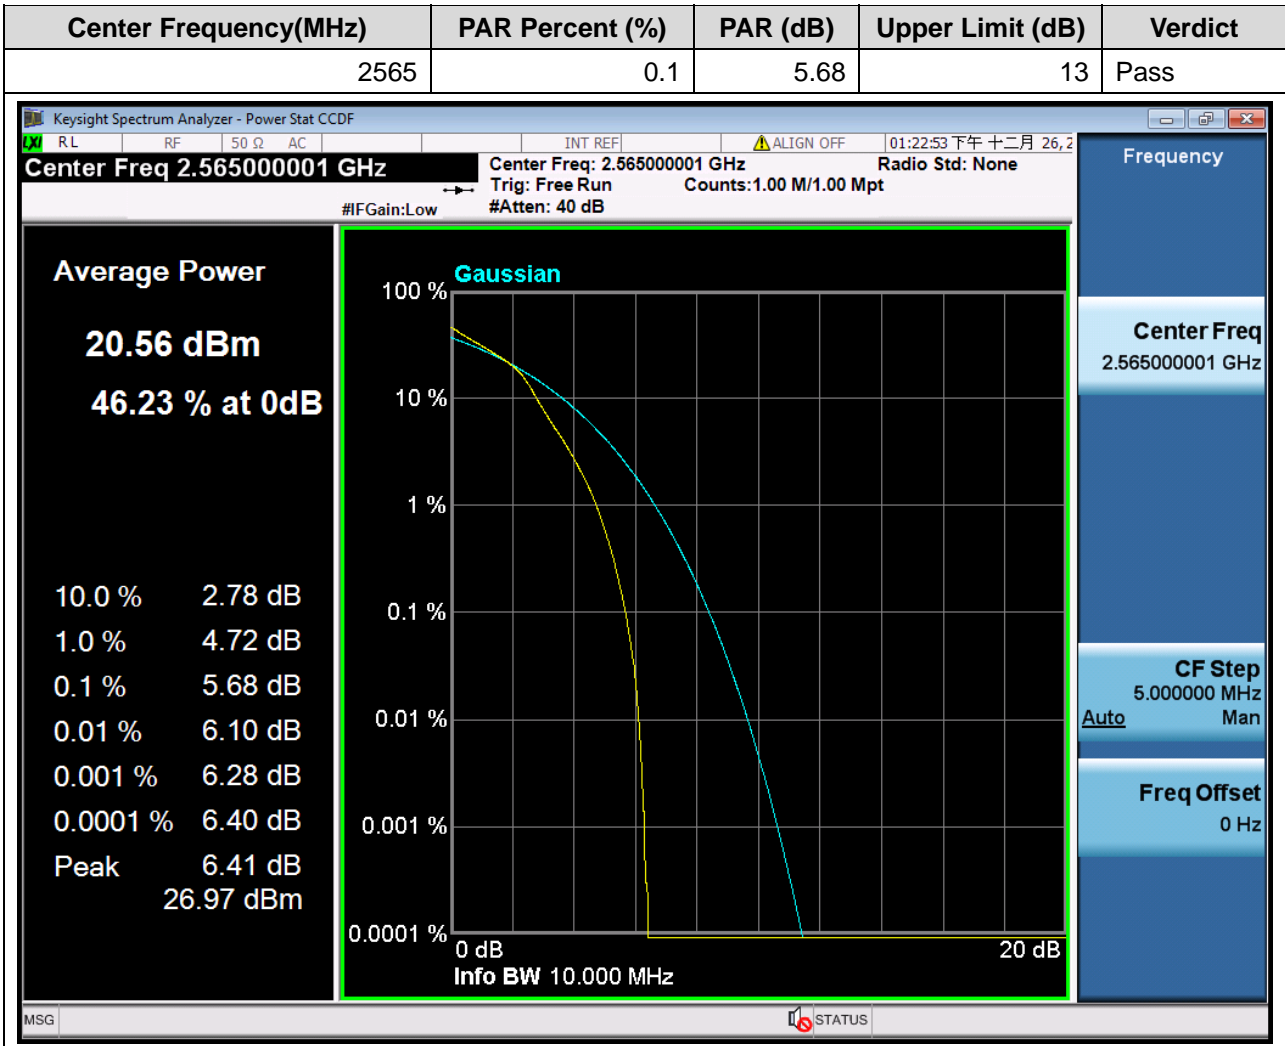 Center Frequency(MHz) PAR Percent (%) PAR (dB) Upper Limit (dB) Verdict
2565 0.1 5.68 13 Pass
Keysight Spectrum Analyzer - Power Stat CCDF
LXI RL RF 50 Ω AC INT REF ALIGN OFF 01:22:53 下午 十二月 26, 2
Center Freq 2.565000001 GHz
Center Freq: 2.565000001 GHz Radio Std: None
Trig: Free Run Counts:1.00 M/1.00 Mpt
#IFGain:Low #Atten: 40 dB
Frequency
Average Power
20.56 dBm
46.23 % at 0dB
10.0 % 2.78 dB
1.0 % 4.72 dB
0.1 % 5.68 dB
0.01 % 6.10 dB
0.001 % 6.28 dB
0.0001 % 6.40 dB
Peak 6.41 dB
26.97 dBm
Gaussian
100 %
10 %
1 %
0.1 %
0.01 %
0.001 %
0.0001 %
0 dB 20 dB
Info BW 10.000 MHz
Center Freq
2.565000001 GHz
CF Step
5.000000 MHz
Auto Man
Freq Offset
0 Hz
MSG STATUS